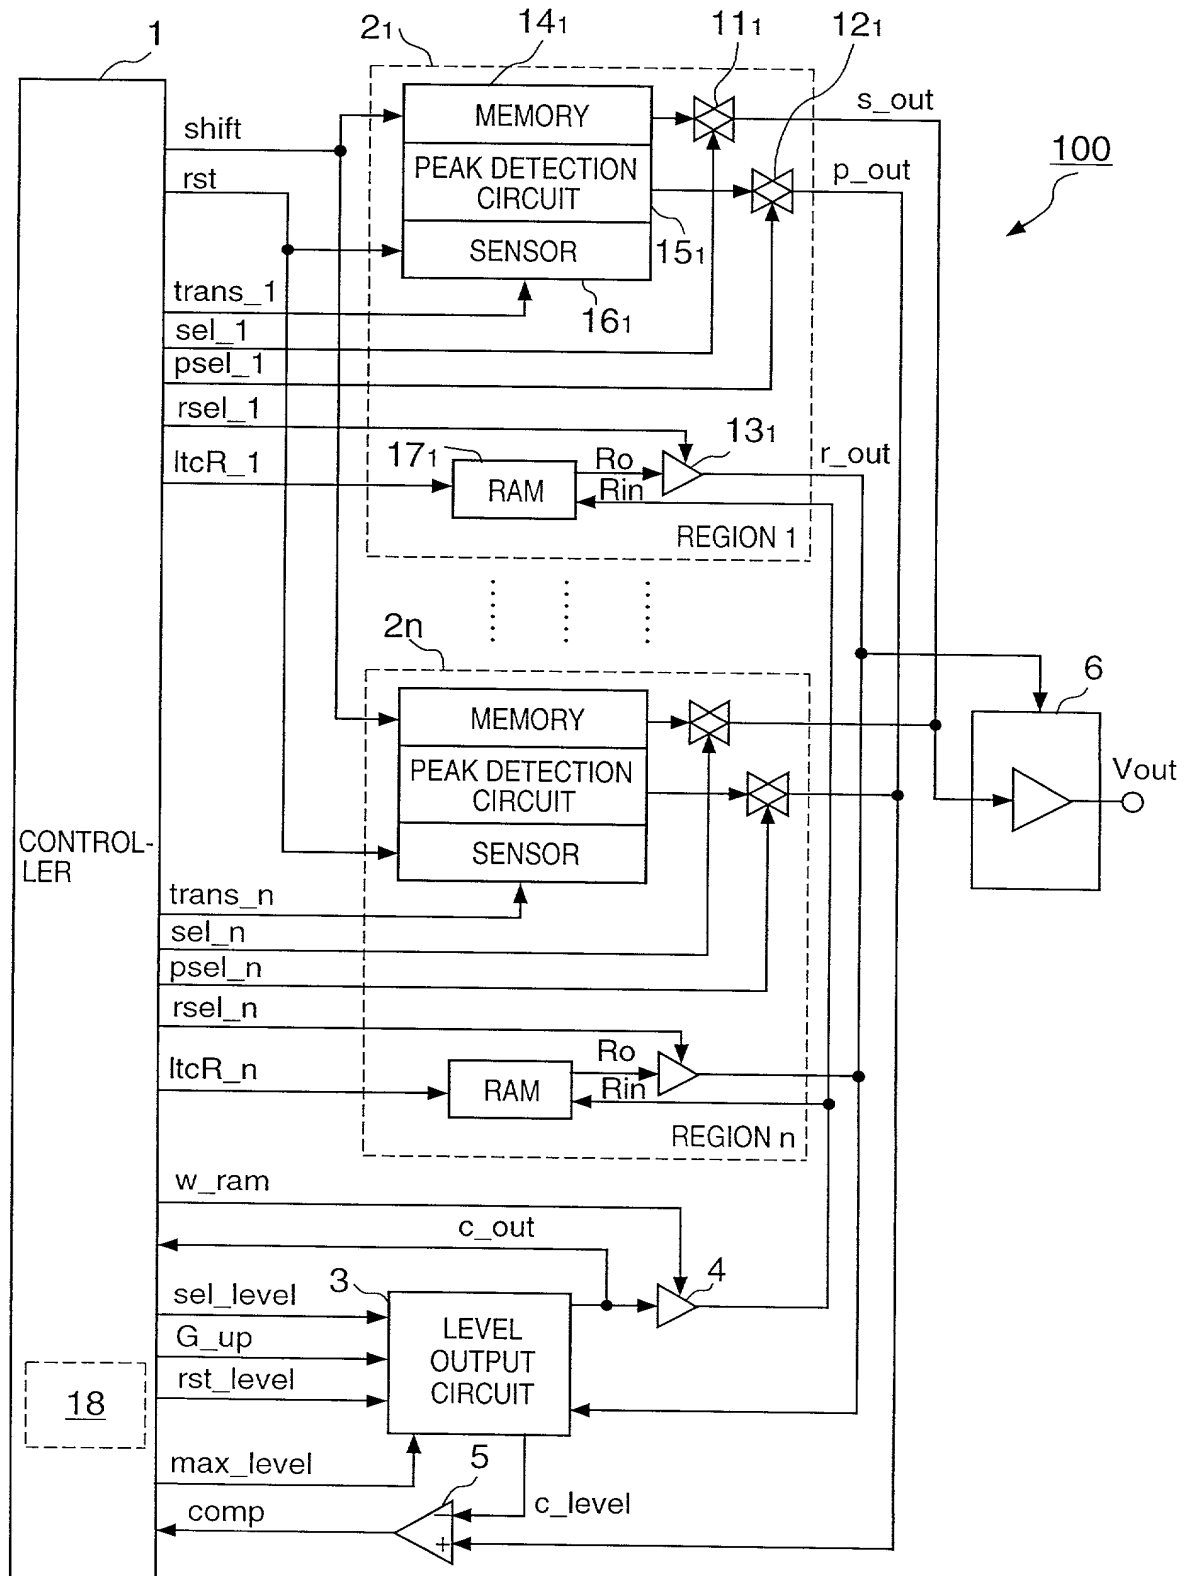 1
2₁
14₁
11₁
12₁
100
shift
MEMORY
s_out
rst
PEAK DETECTION
CIRCUIT
p_out
SENSOR
15₁
trans_1
16₁
sel_1
psel_1
rsel_1
13₁
ltcR_1
17₁
RAM
Ro
Rin
r_out
REGION 1
2n
MEMORY
PEAK DETECTION
CIRCUIT
SENSOR
6
Vout
CONTROL-
LER
trans_n
sel_n
psel_n
rsel_n
ltcR_n
RAM
Ro
Rin
REGION n
w_ram
c_out
sel_level
3
4
G_up
LEVEL
OUTPUT
CIRCUIT
rst_level
18
max_level
5
c_level
comp
−
+